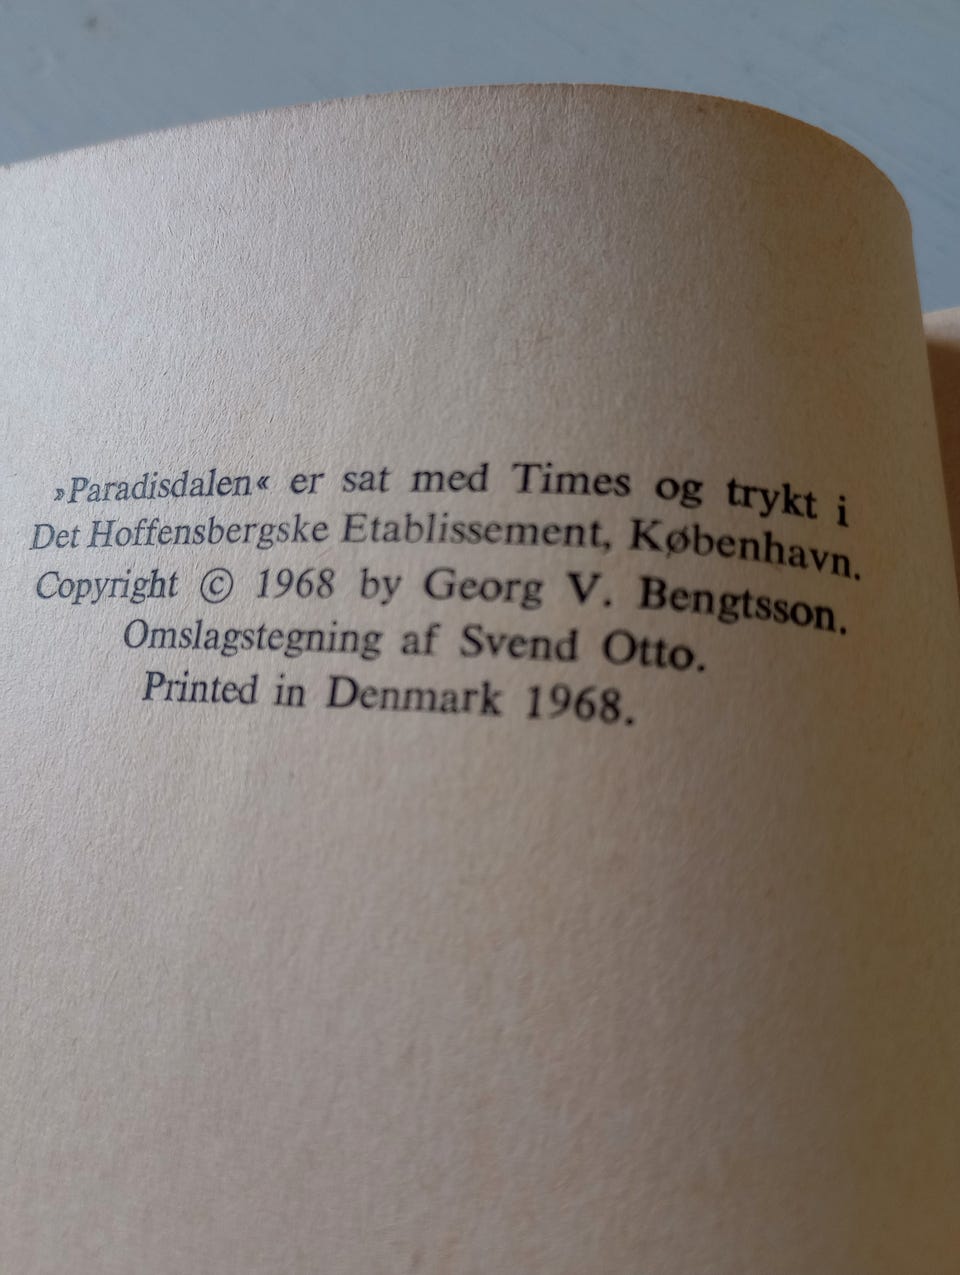 »Paradisdalen« er sat med Times og trykt i
Det Hoffensbergske Etablissement, København.
Copyright © 1968 by Georg V. Bengtsson.
Omslagstegning af Svend Otto.
Printed in Denmark 1968.